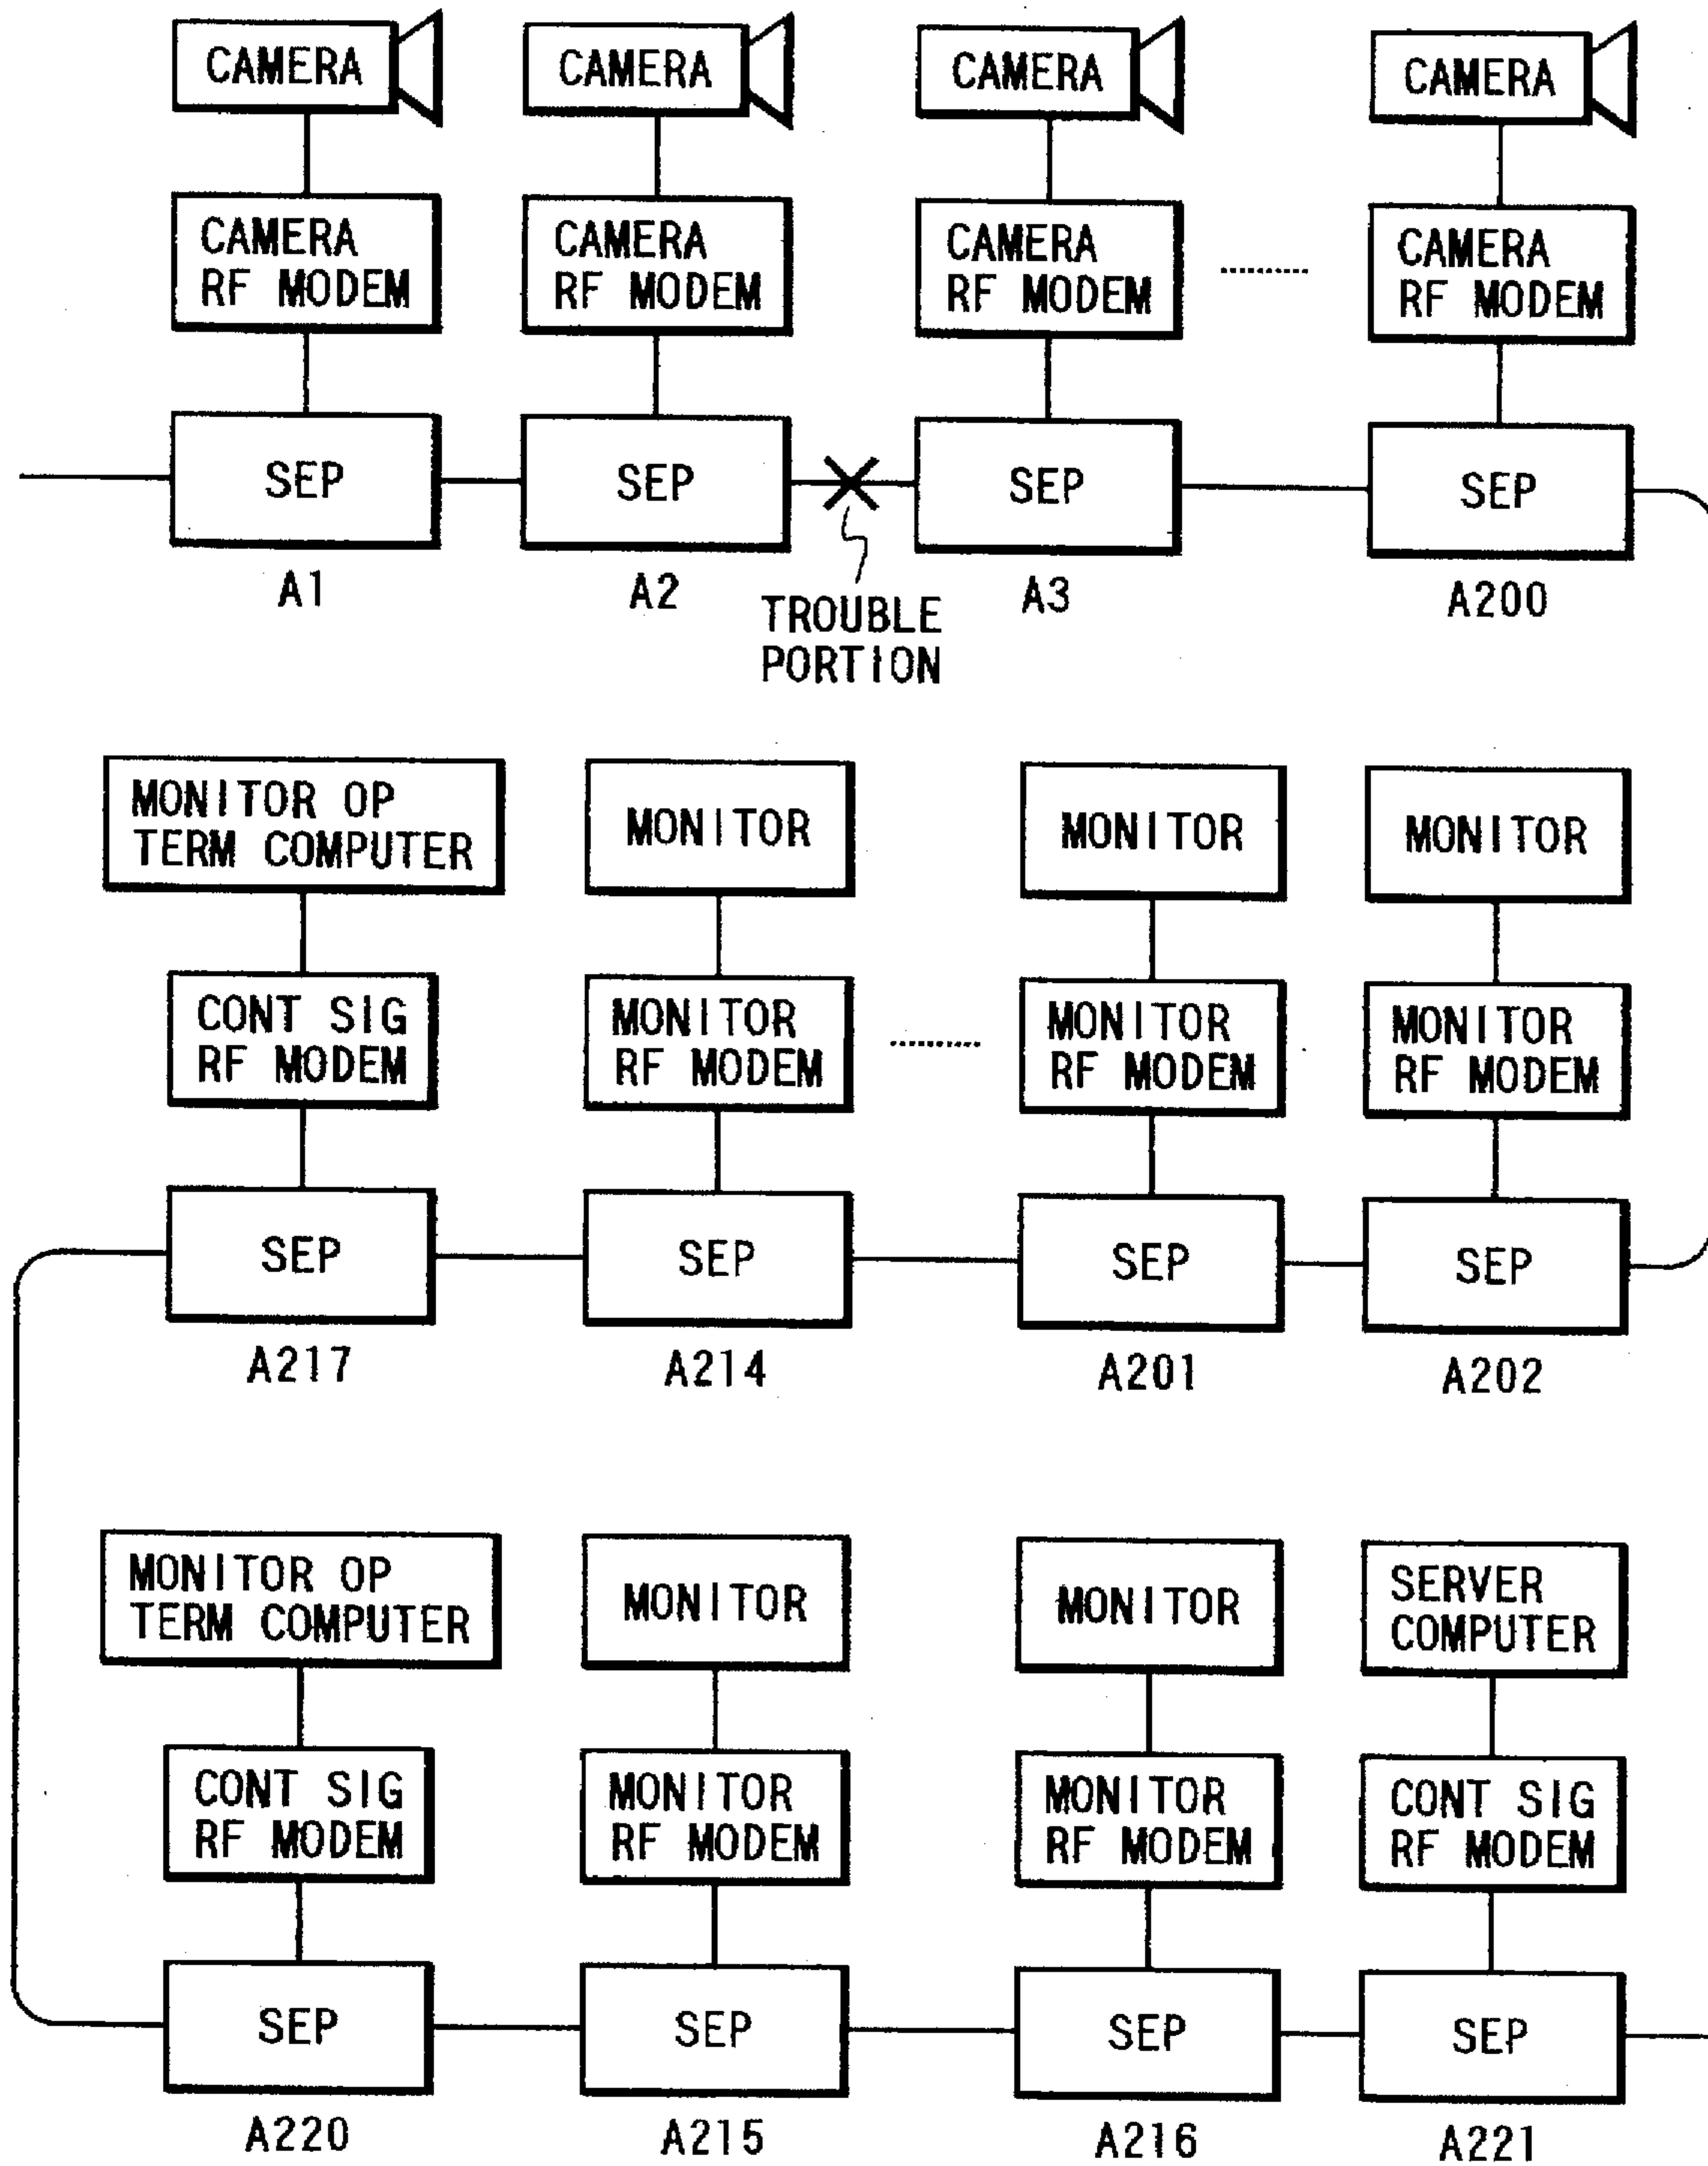 CAMERA
CAMERA
CAMERA
CAMERA
CAMERA
RF MODEM
CAMERA
RF MODEM
CAMERA
RF MODEM
CAMERA
RF MODEM
SEP
SEP
SEP
SEP
A1
A2
TROUBLE
PORTION
A3
A200
MONITOR OP
TERM COMPUTER
MONITOR
MONITOR
MONITOR
CONT SIG
RF MODEM
MONITOR
RF MODEM
MONITOR
RF MODEM
MONITOR
RF MODEM
SEP
SEP
SEP
SEP
A217
A214
A201
A202
MONITOR OP
TERM COMPUTER
MONITOR
MONITOR
SERVER
COMPUTER
CONT SIG
RF MODEM
MONITOR
RF MODEM
MONITOR
RF MODEM
CONT SIG
RF MODEM
SEP
SEP
SEP
SEP
A220
A215
A216
A221